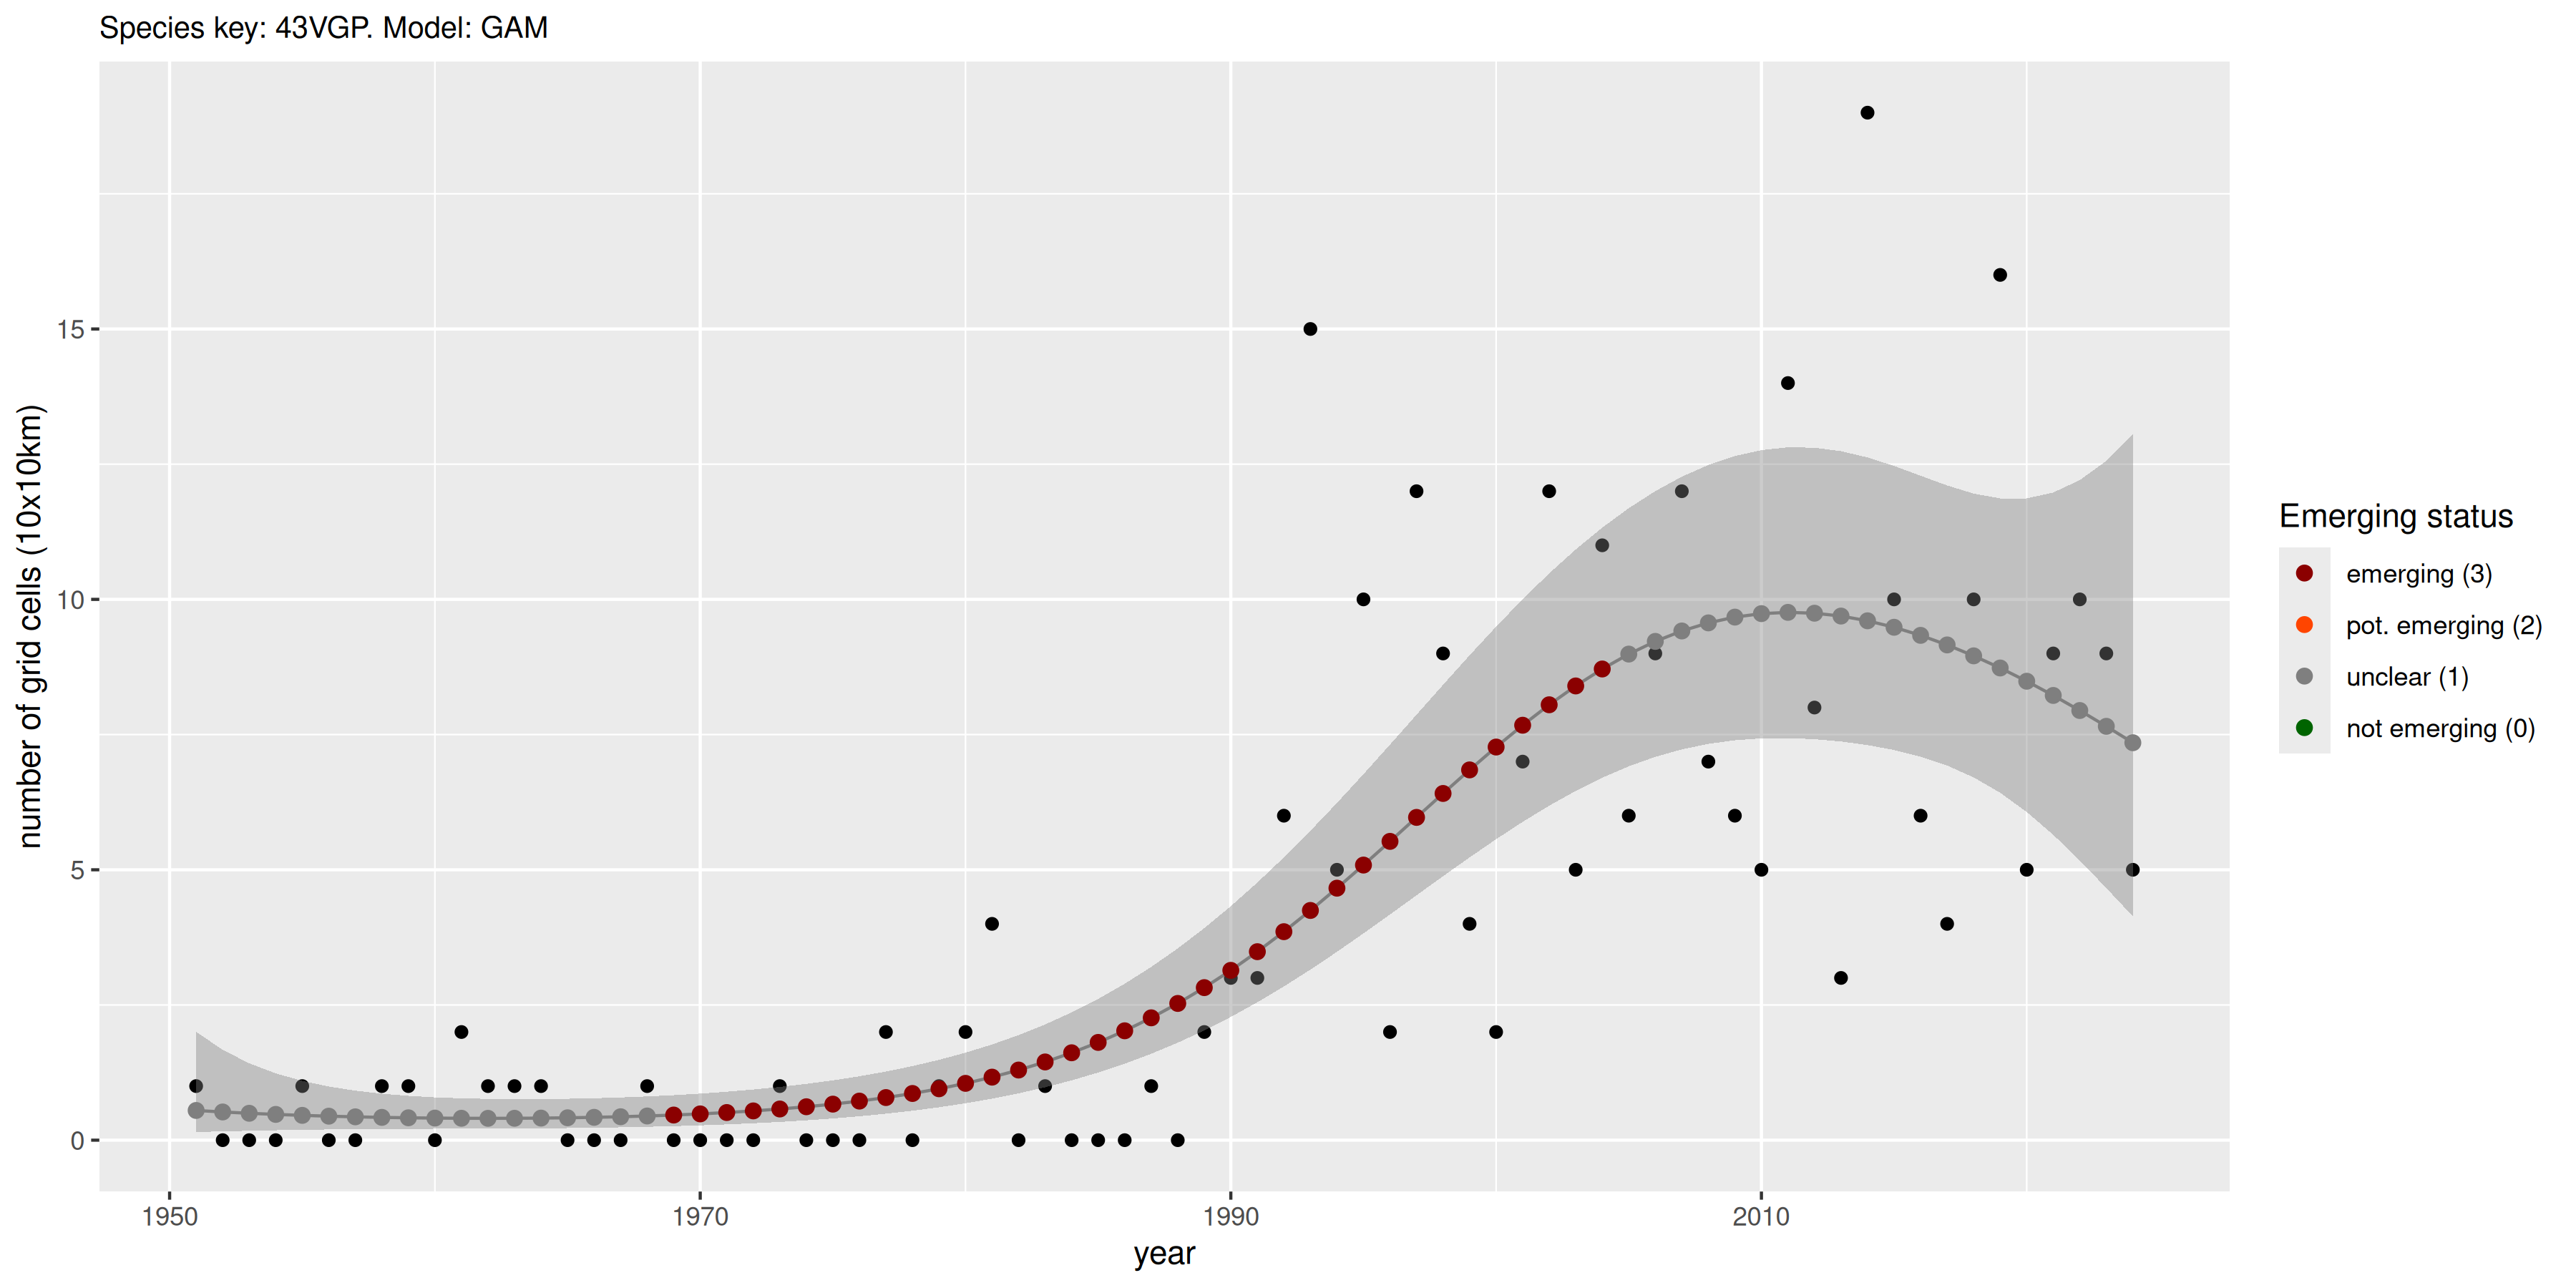 Species key: 43VGP. Model: GAM
number of grid cells (10x10km)
15
10
5
0
1950
1970
1990
2010
year
Emerging status
emerging (3)
pot. emerging (2)
unclear (1)
not emerging (0)